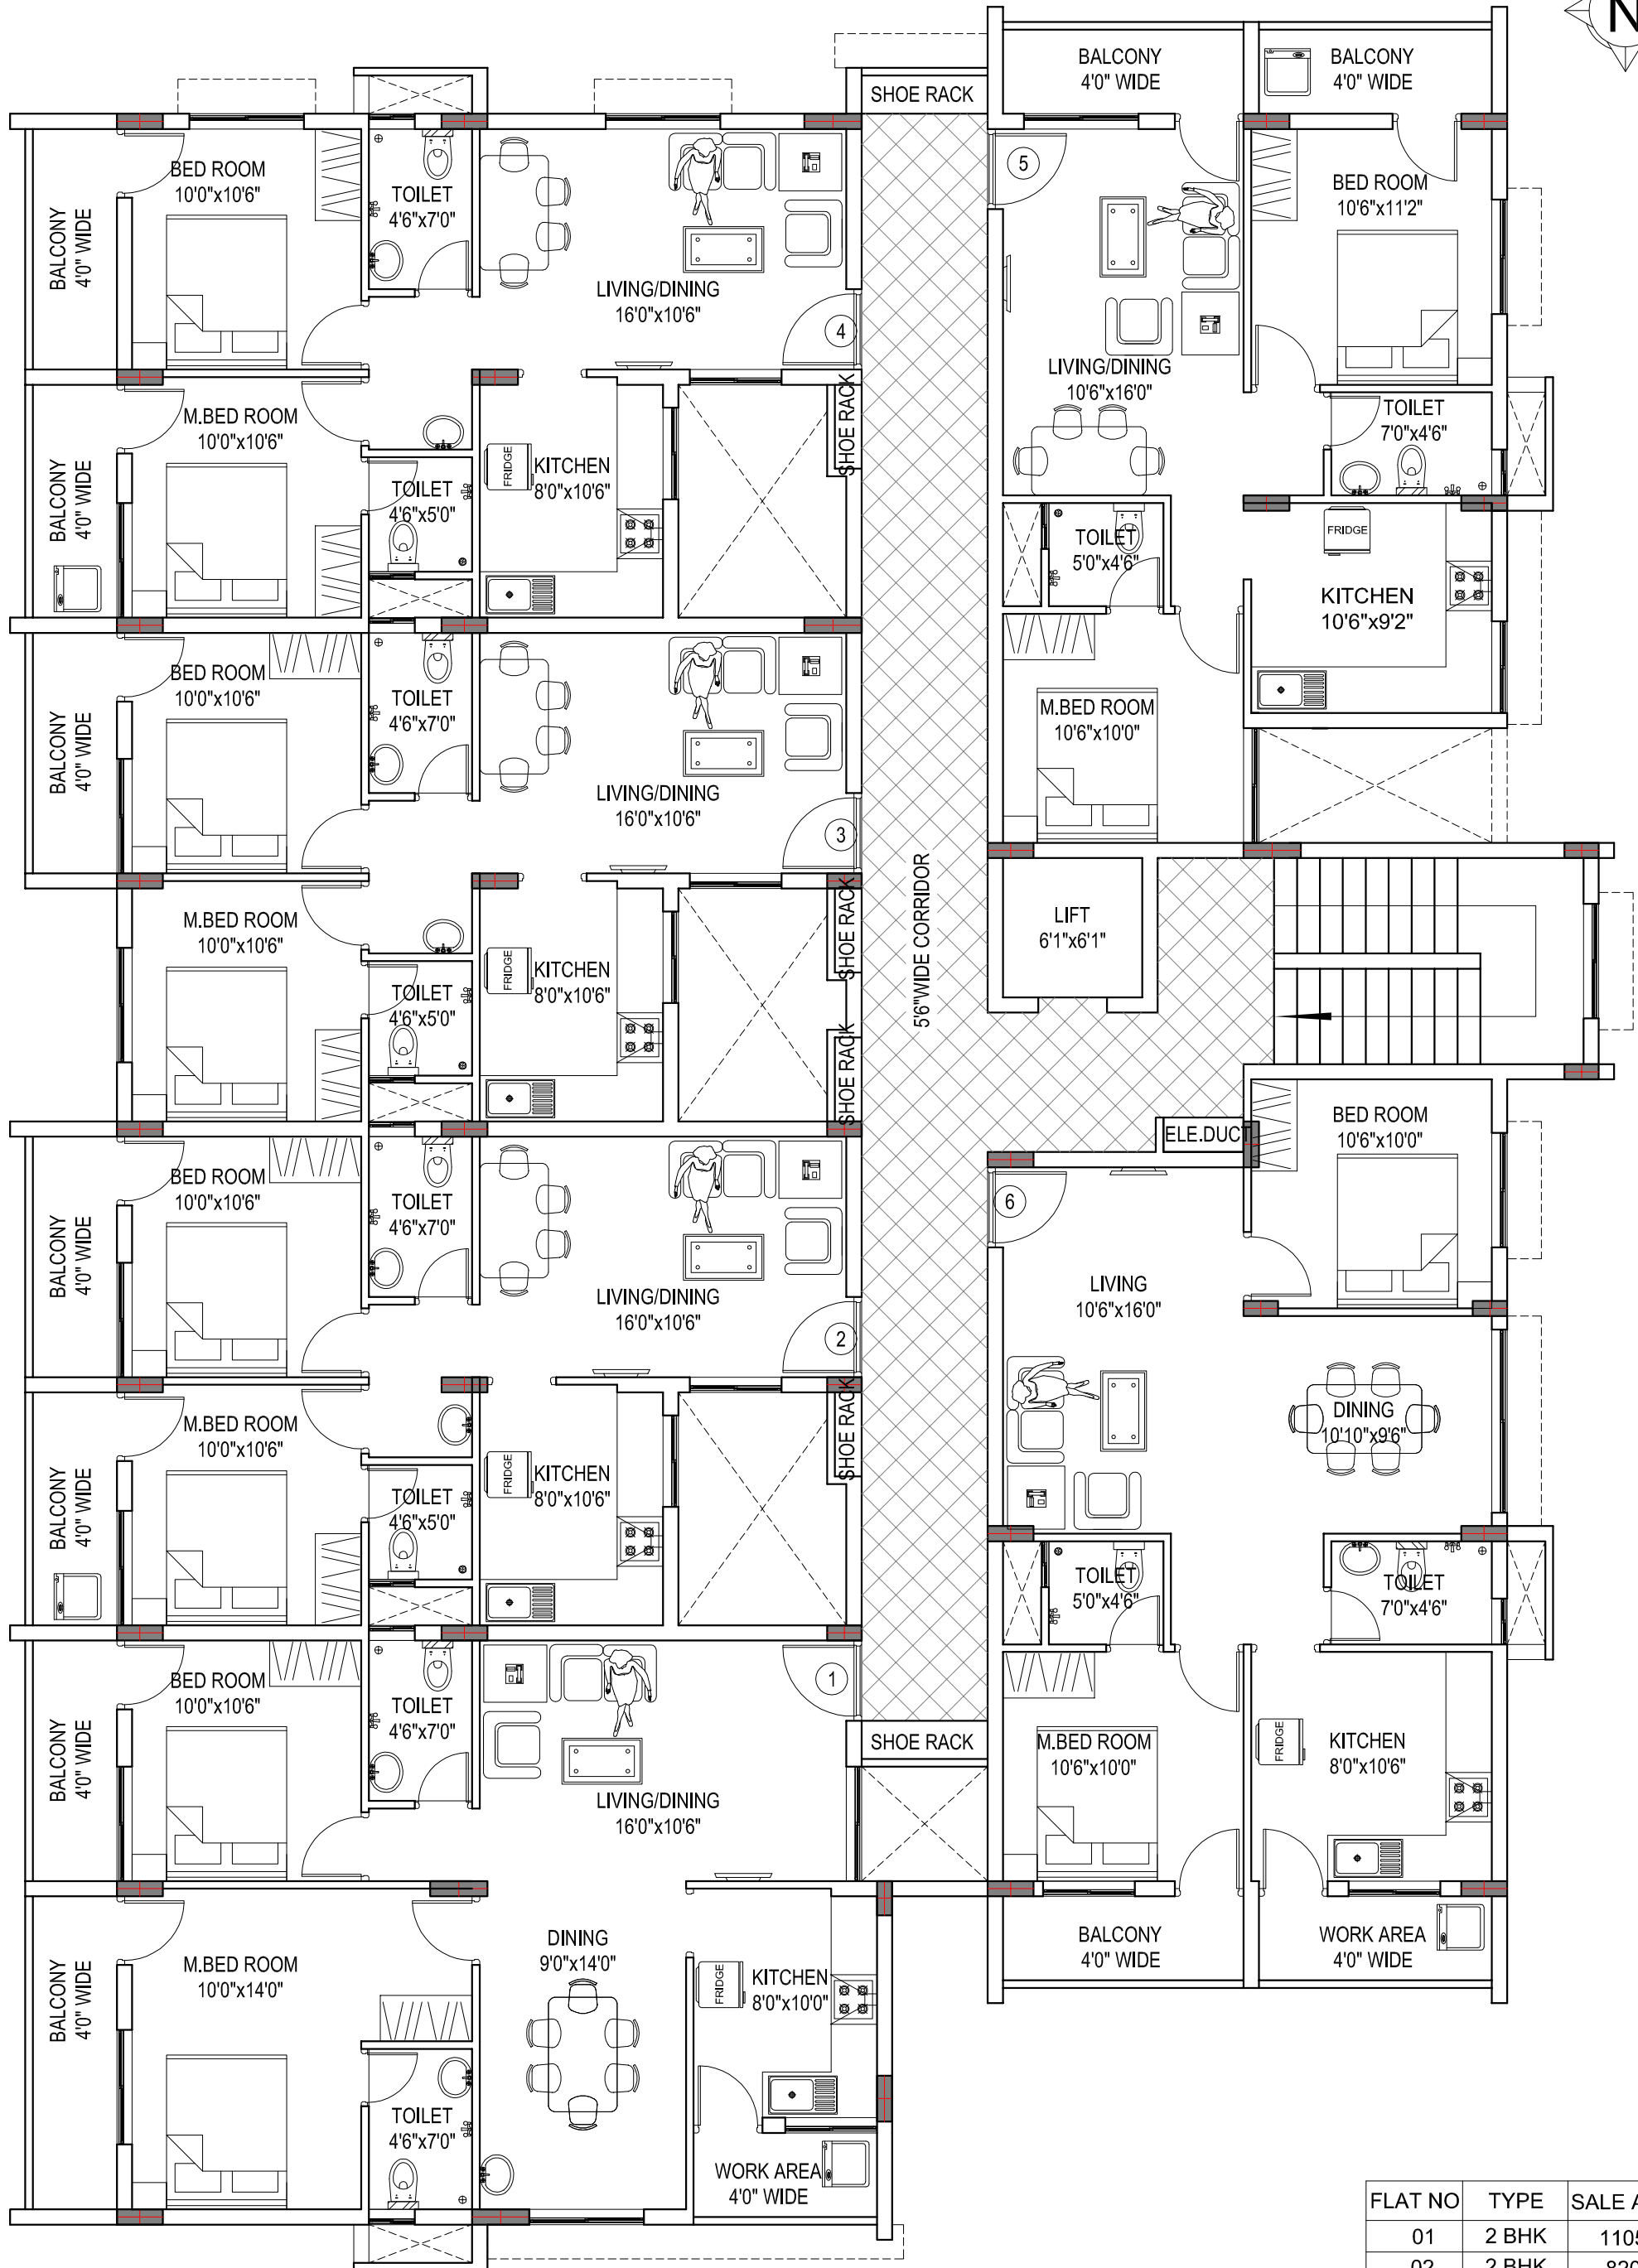 N
BALCONY
4'0" WIDE
BALCONY
4'0" WIDE
SHOE RACK
BED ROOM
10'0"x10'6"
TOILET
4'6"x7'0"
BALCONY
4'0" WIDE
LIVING/DINING
16'0"x10'6"
4
5
BED ROOM
10'6"x11'2"
LIVING/DINING
10'6"x16'0"
TOILET
7'0"x4'6"
M.BED ROOM
10'0"x10'6"
BALCONY
4'0" WIDE
TOILET
4'6"x5'0"
FRIDGE
KITCHEN
8'0"x10'6"
SHOE RACK
TOILET
5'0"x4'6"
FRIDGE
KITCHEN
10'6"x9'2"
BED ROOM
10'0"x10'6"
BALCONY
4'0" WIDE
TOILET
4'6"x7'0"
LIVING/DINING
16'0"x10'6"
3
M.BED ROOM
10'6"x10'0"
M.BED ROOM
10'0"x10'6"
TOILET
4'6"x5'0"
FRIDGE
KITCHEN
8'0"x10'6"
SHOE RACK
SHOE RACK
5'6"WIDE CORRIDOR
LIFT
6'1"x6'1"
ELE.DUCT
BED ROOM
10'6"x10'0"
BED ROOM
10'0"x10'6"
BALCONY
4'0" WIDE
TOILET
4'6"x7'0"
LIVING/DINING
16'0"x10'6"
2
6
LIVING
10'6"x16'0"
DINING
10'10"x9'6"
M.BED ROOM
10'0"x10'6"
BALCONY
4'0" WIDE
TOILET
4'6"x5'0"
FRIDGE
KITCHEN
8'0"x10'6"
SHOE RACK
TOILET
5'0"x4'6"
TOILET
7'0"x4'6"
BED ROOM
10'0"x10'6"
BALCONY
4'0" WIDE
TOILET
4'6"x7'0"
1
LIVING/DINING
16'0"x10'6"
SHOE RACK
M.BED ROOM
10'6"x10'0"
FRIDGE
KITCHEN
8'0"x10'6"
BALCONY
4'0" WIDE
WORK AREA
4'0" WIDE
M.BED ROOM
10'0"x14'0"
BALCONY
4'0" WIDE
DINING
9'0"x14'0"
FRIDGE
KITCHEN
8'0"x10'0"
TOILET
4'6"x7'0"
WORK AREA
4'0" WIDE
FLAT NO TYPE SALE
01 2 BHK 1105
02 2 BHK 820